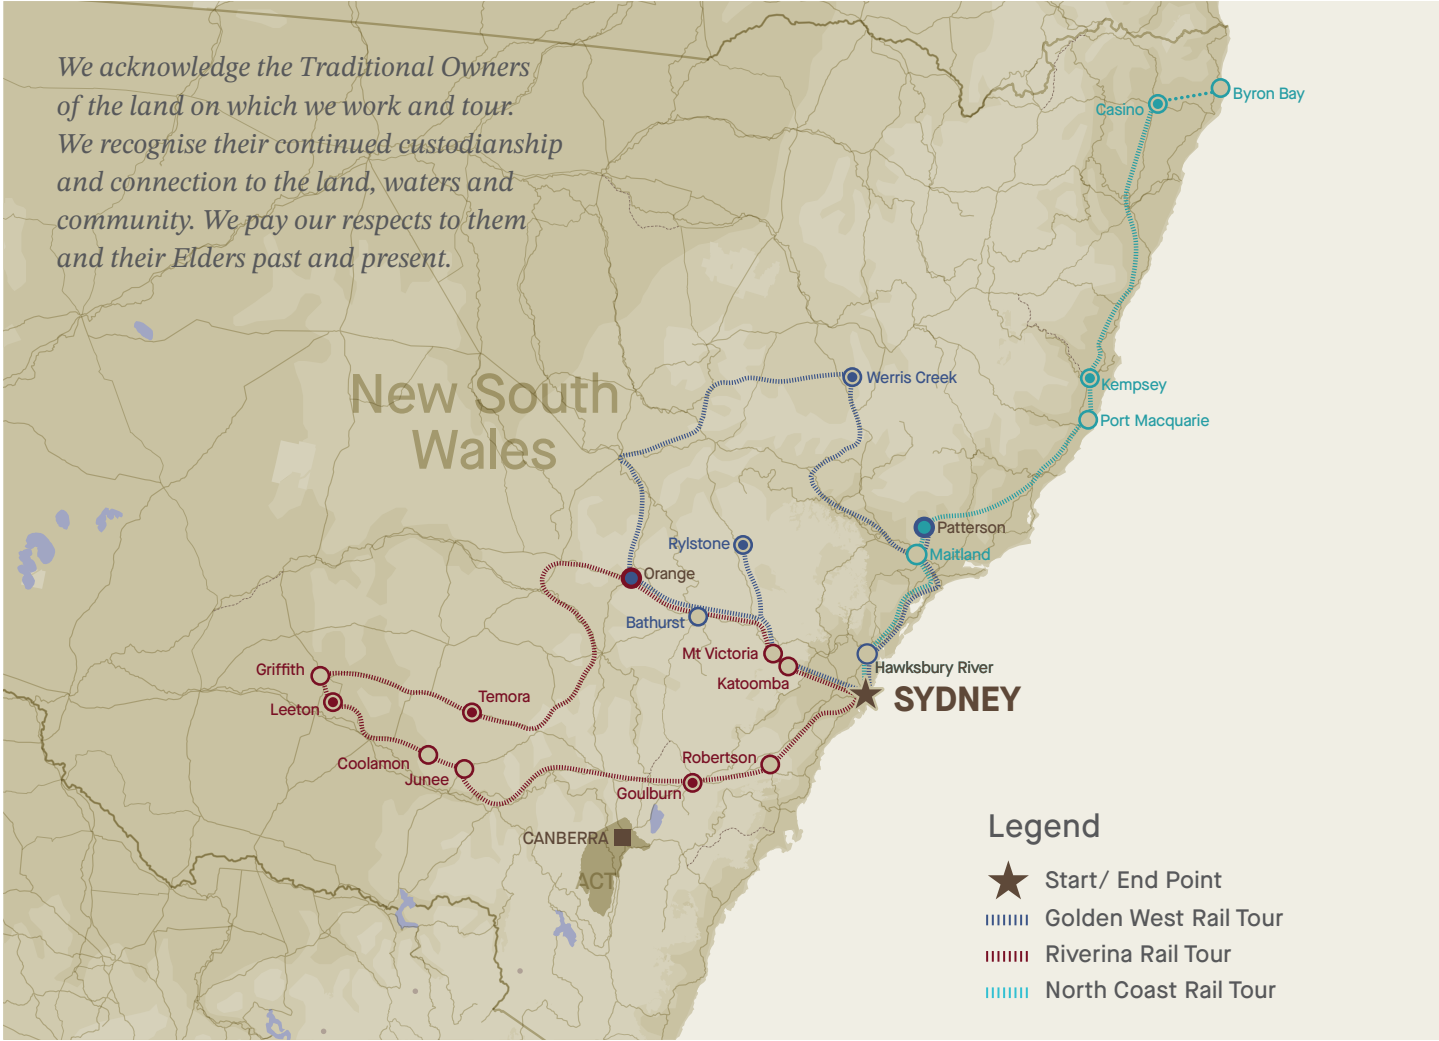 We acknowledge the Traditional Owners
of the land on which we work and tour.
We recognise their continued custodianship
and connection to the land, waters and
community. We pay our respects to them
and their Elders past and present.
Byron Bay
Casino
New South
Wales
Werris Creek
Kempsey
Port Macquarie
Patterson
Rylstone
Maitland
Orange
Bathurst
Mt Victoria
Hawksbury River
Griffith
Katoomba
Temora
SYDNEY
Leeton
Robertson
Coolamon
Junee
Goulburn
CANBERRA
ACT
Legend
Start/ End Point
Golden West Rail Tour
Riverina Rail Tour
North Coast Rail Tour